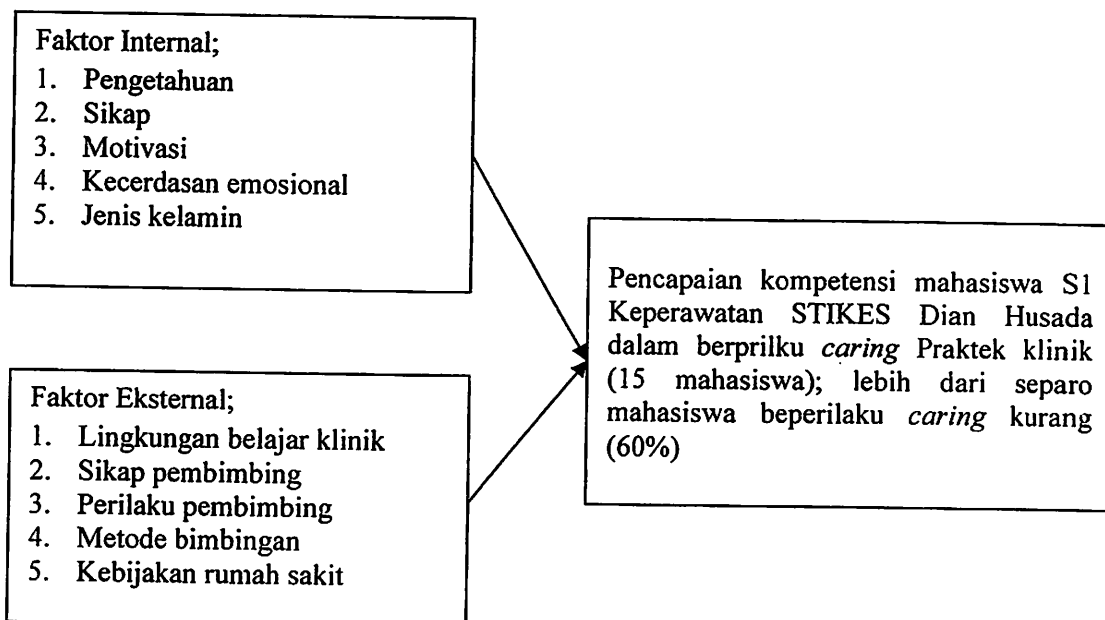 Faktor Internal;
1. Pengetahuan
2. Sikap
3. Motivasi
4. Kecerdasan emosional
5. Jenis kelamin
Faktor Eksternal;
1. Lingkungan belajar klinik
2. Sikap pembimbing
3. Perilaku pembimbing
4. Metode bimbingan
5. Kebijakan rumah sakit
Pencapaian kompetensi mahasiswa S1
Keperawatan STIKES Dian Husada
dalam berprilku caring Praktek klinik
(15 mahasiswa); lebih dari separo
mahasiswa beperilaku caring kurang
(60%)